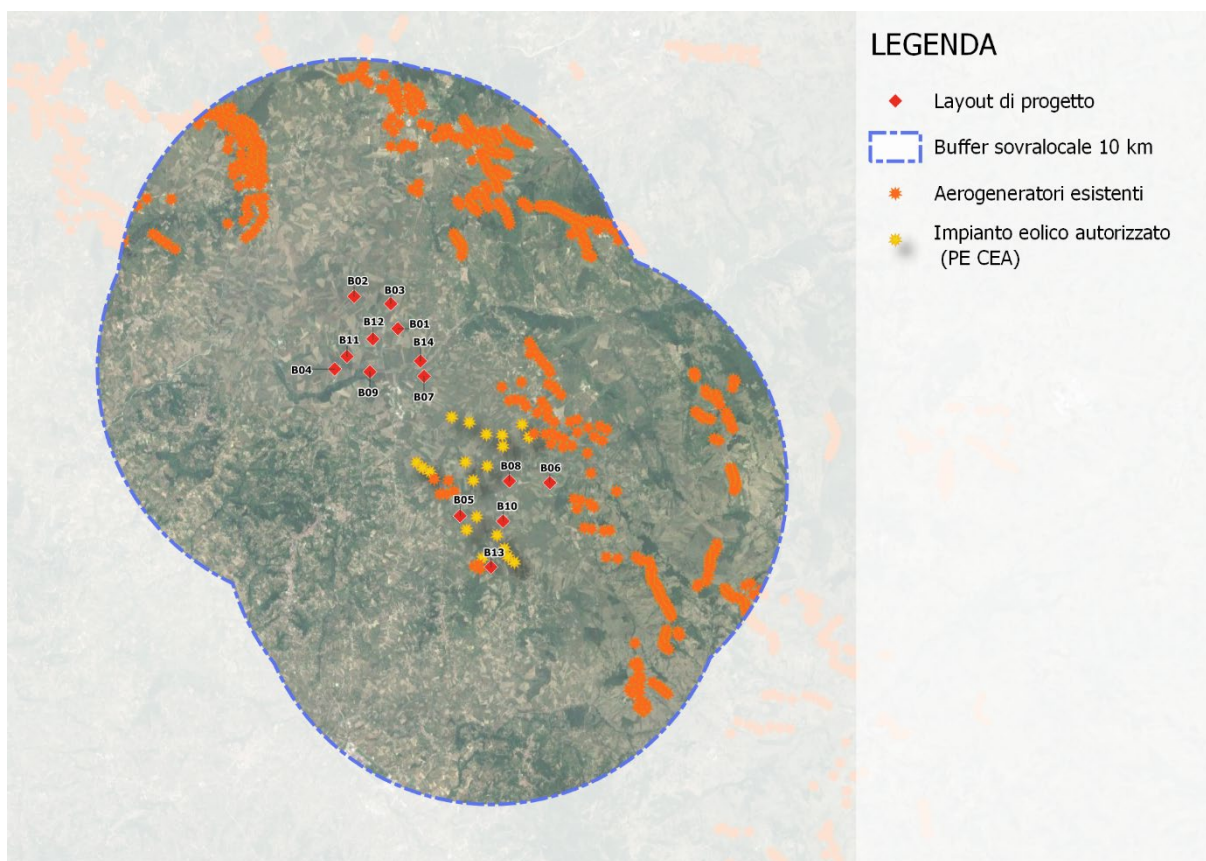 LEGENDA
Layout di progetto
Buffer sovralocale 10 km
Aerogeneratori esistenti
Impianto eolico autorizzato
(PE CEA)
B02
B03
B01
B12
B11
B14
B04
B09
B07
B08
B06
B05
B10
B13